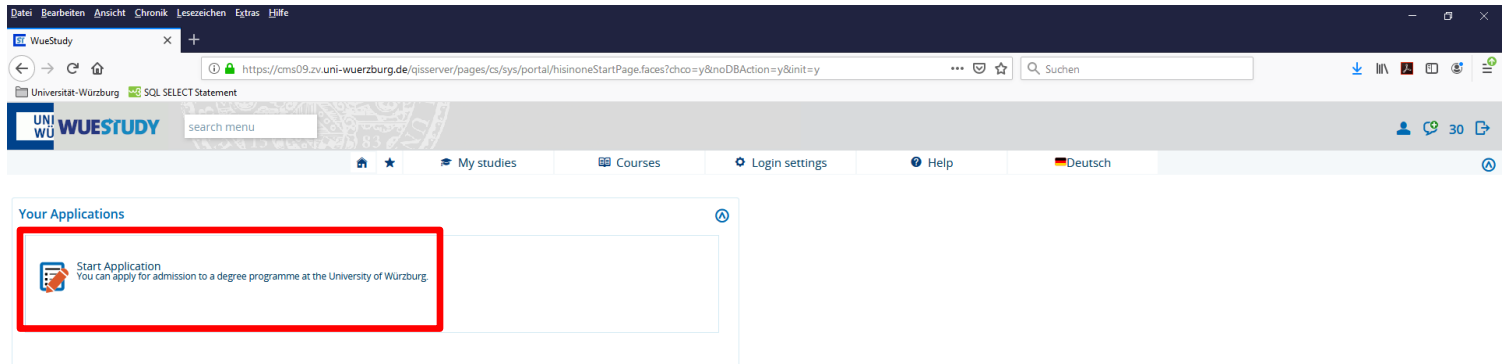 Datei Bearbeiten Ansicht Chronik Lesezeichen Extras Hilfe
ST WueStudy
https://cms09.zv.uni-wuerzburg.de/qisserver/pages/cs/sys/portal/hisinoneStartPage.faces?chco=y&noDBAction=y&init=y Suchen
Universität-Würzburg SQL SELECT Statement
UNI WÜ WUESTUDY search menu 30
My studies Courses Login settings Help Deutsch
Your Applications
Start Application
You can apply for admission to a degree programme at the University of Würzburg.